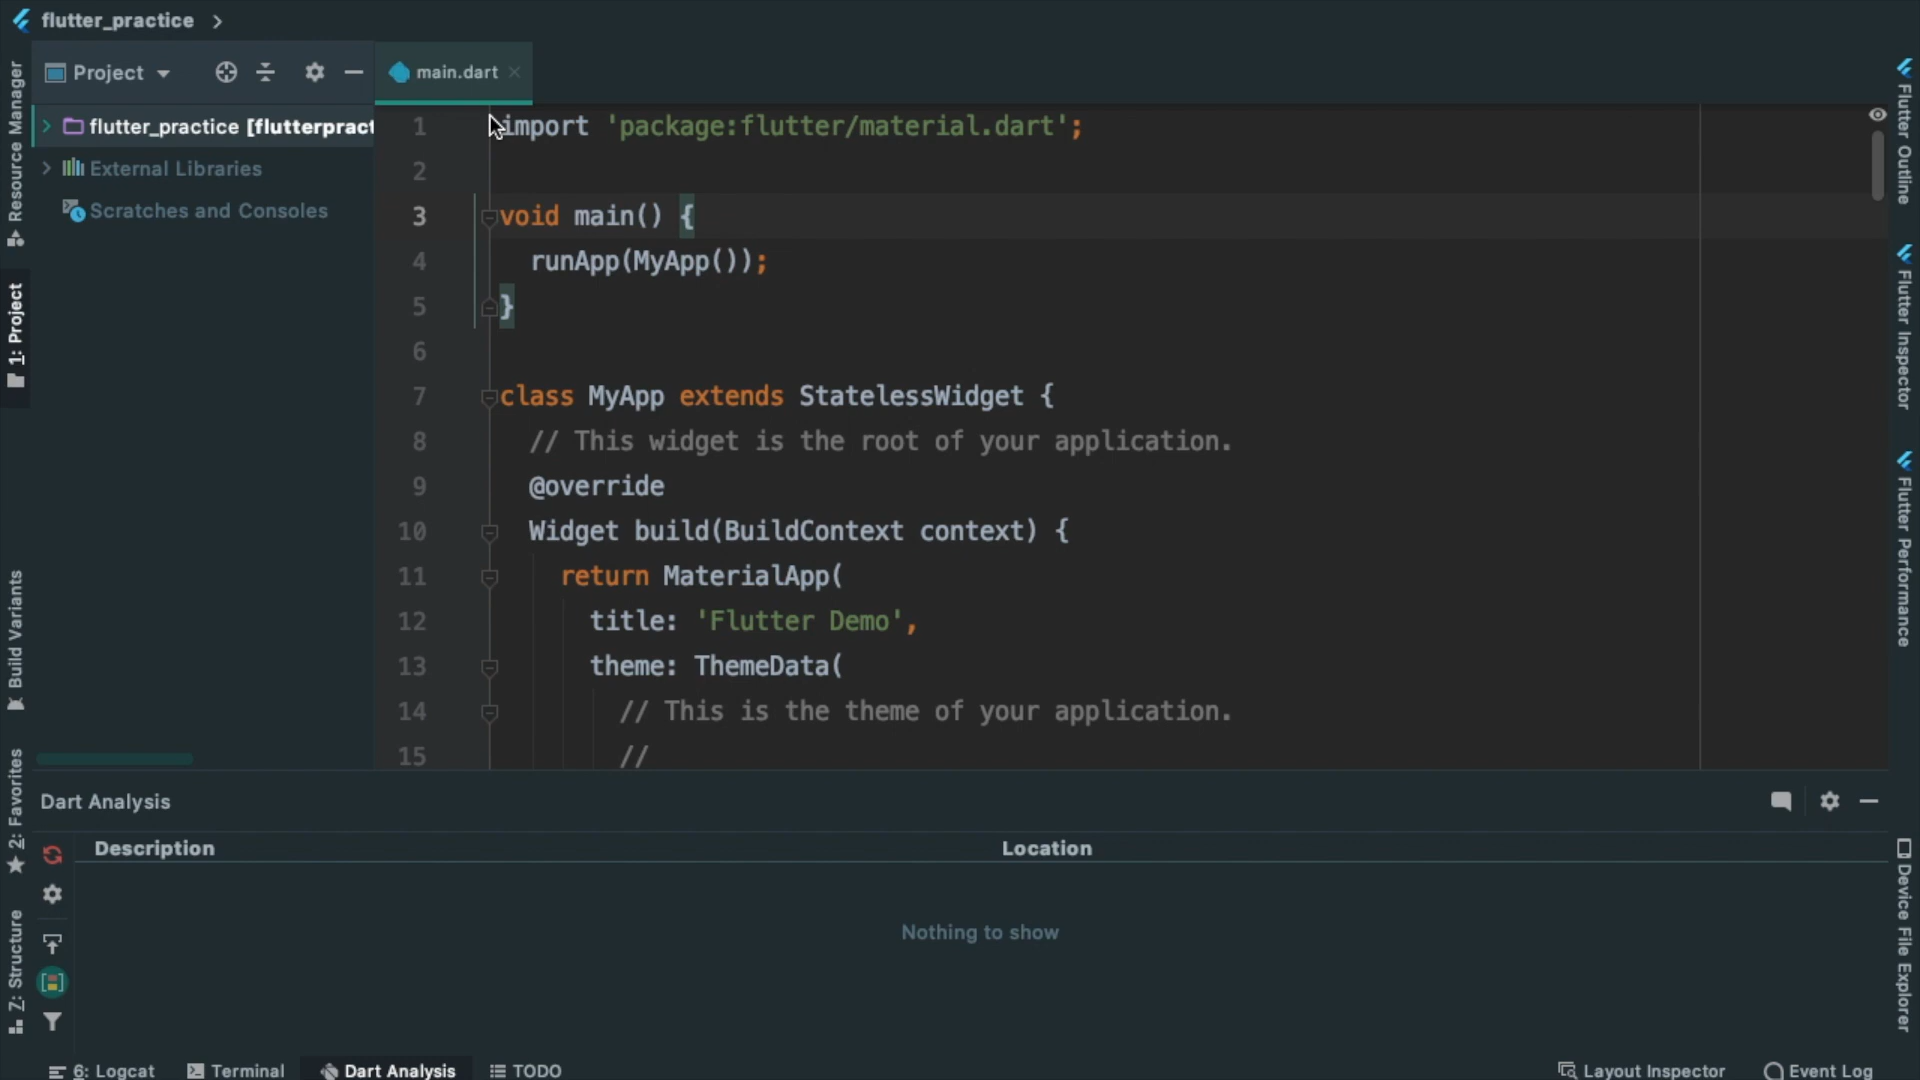 flutter_practice
Project
main.dart
flutter_practice [flutterpract
External Libraries
Scratches and Consoles
Resource Manager
1: Project
Build Variants
2: Favorites
Z: Structure
1 import 'package:flutter/material.dart';
2
3 void main() {
4 runApp(MyApp());
5 }
6
7 class MyApp extends StatelessWidget {
8 // This widget is the root of your application.
9 @override
10 Widget build(BuildContext context) {
11 return MaterialApp(
12 title: 'Flutter Demo',
13 theme: ThemeData(
14 // This is the theme of your application.
15 //
Flutter Outline
Flutter Inspector
Flutter Performance
Device File Explorer
Dart Analysis
Description Location
Nothing to show
6: Logcat Terminal Dart Analysis TODO Layout Inspector Event Log